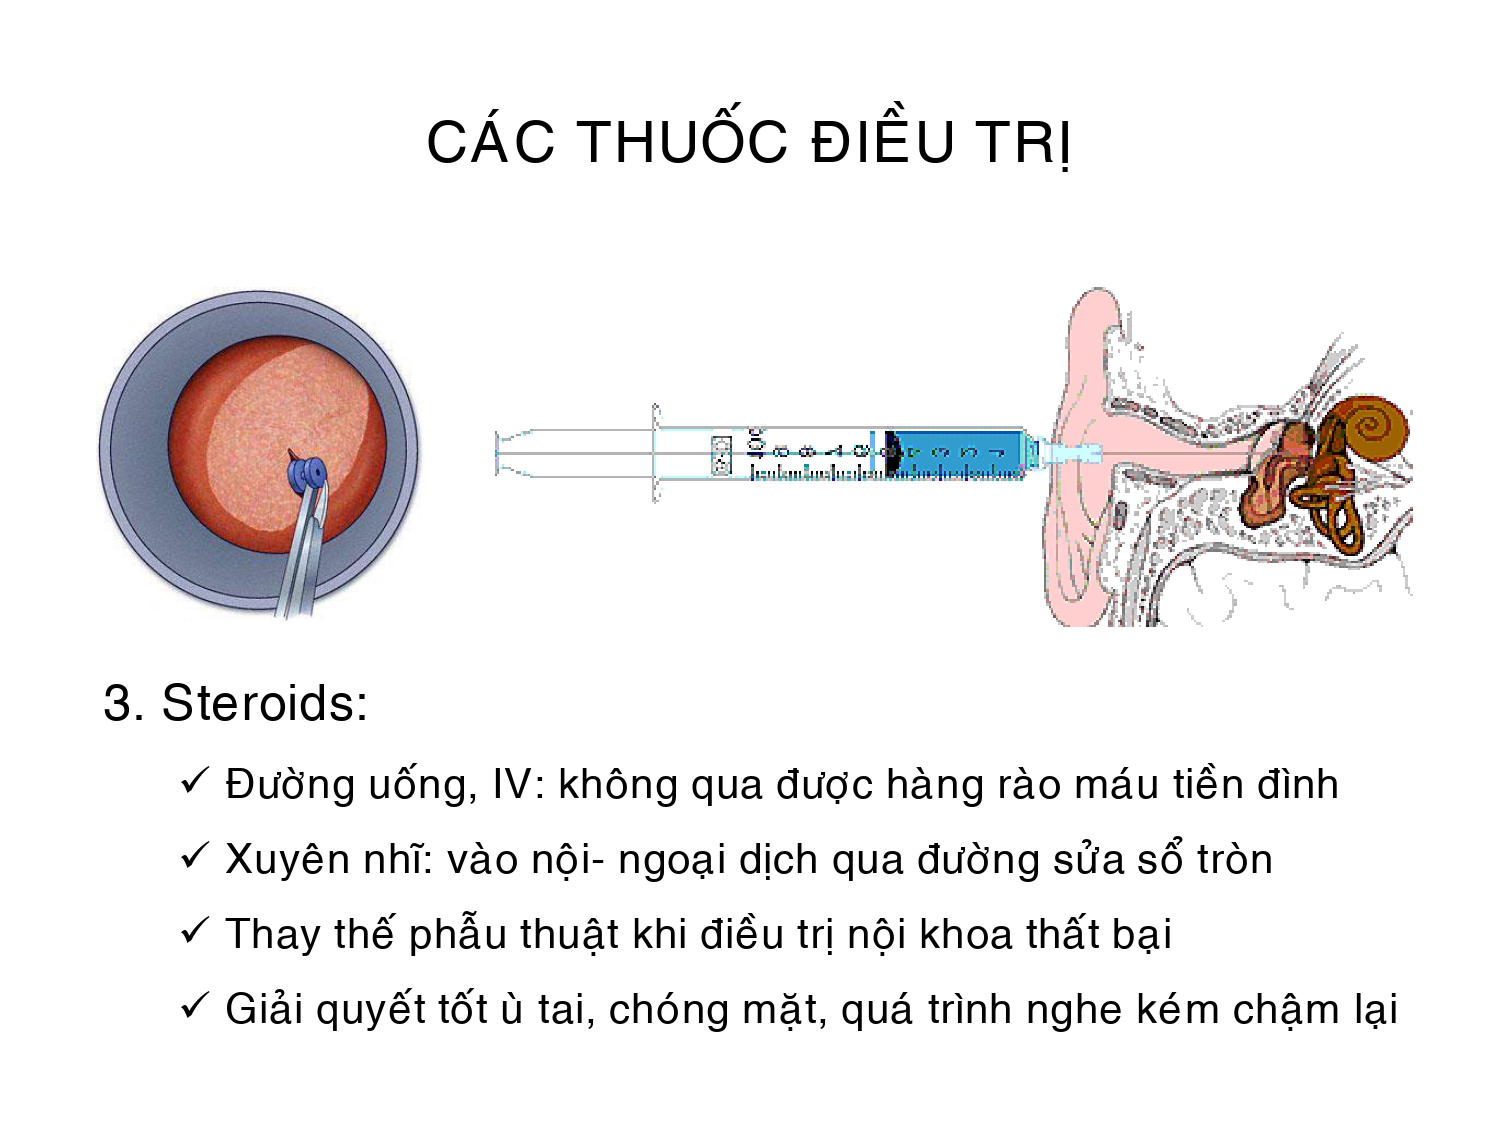 CÁC THUỐC ĐIỀU TRỊ
3. Steroids:
✓ Đường uống, IV: không qua được hàng rào máu tiền đình
✓ Xuyên nhĩ: vào nội- ngoại dịch qua đường sửa sổ tròn
✓ Thay thế phẫu thuật khi điều trị nội khoa thất bại
✓ Giải quyết tốt ù tai, chóng mặt, quá trình nghe kém chậm lại